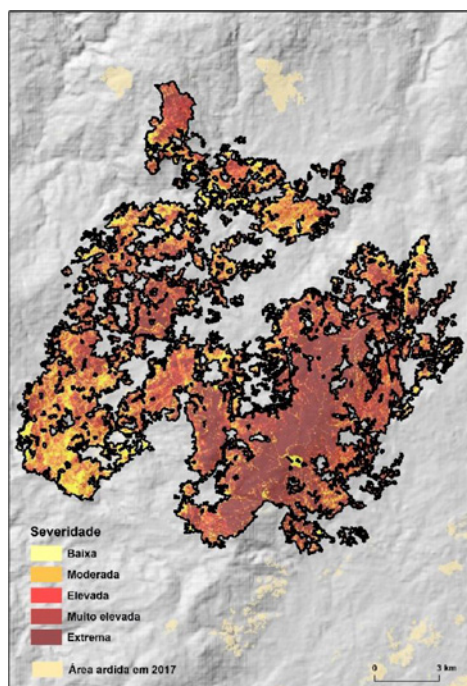 Severidade
Baixa
Moderada
Elevada
Muito elevada
Extrema
Área ardida em 2017
0 3 km